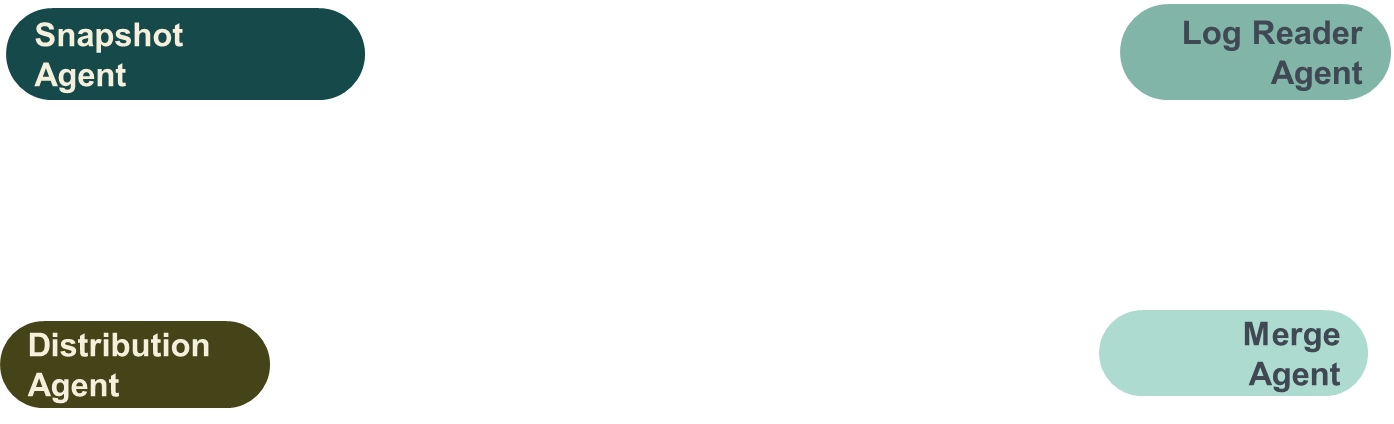 Snapshot
Agent
Log Reader
Agent
Distribution
Agent
Merge
Agent